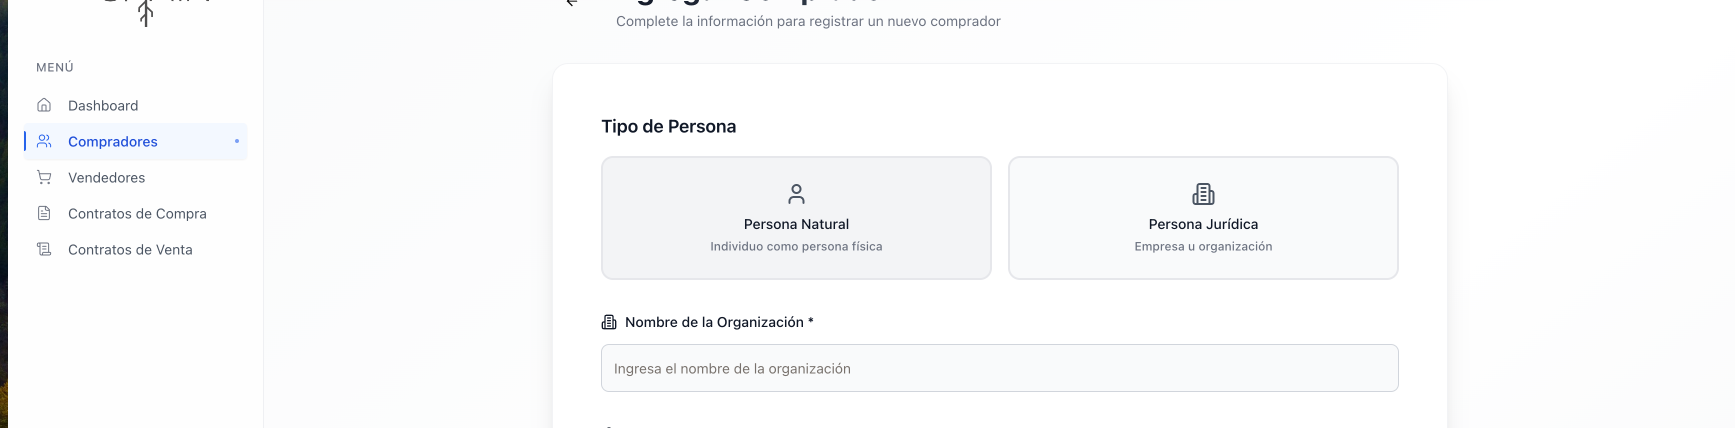 Complete la información para registrar un nuevo comprador
MENÚ
Dashboard
Compradores
Vendedores
Contratos de Compra
Contratos de Venta
Tipo de Persona
Persona Natural
Individuo como persona física
Persona Jurídica
Empresa u organización
Nombre de la Organización *
Ingresa el nombre de la organización